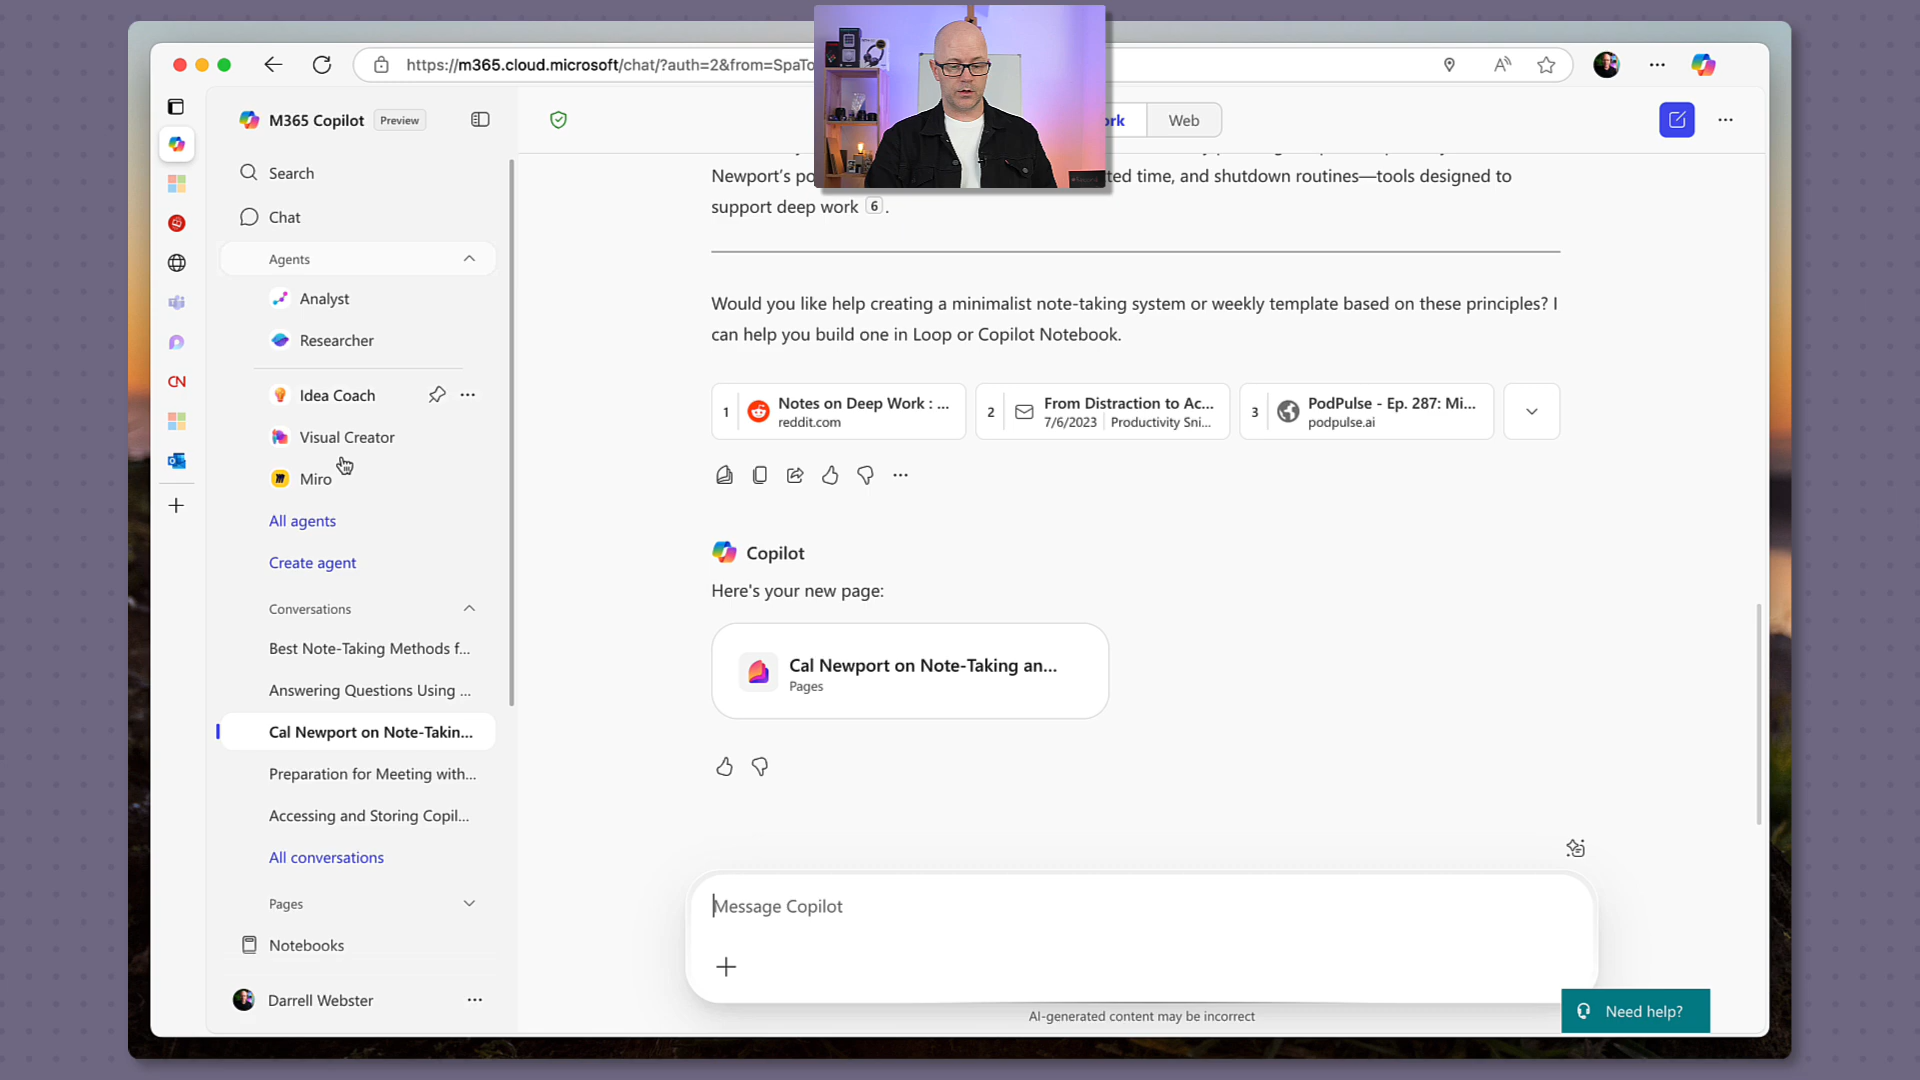 https://m365.cloud.microsoft/chat/?auth=2&from=SpaTo
M365 Copilot
Preview
Web
Search
Chat
Agents
Analyst
Researcher
Idea Coach
Visual Creator
Miro
All agents
Create agent
Conversations
Best Note-Taking Methods f...
Answering Questions Using ...
Cal Newport on Note-Takin...
Preparation for Meeting with...
Accessing and Storing Copil...
All conversations
Pages
Notebooks
Darrell Webster
CN
Newport's po ted time, and shutdown routines—tools designed to
support deep work 6 .
Would you like help creating a minimalist note-taking system or weekly template based on these principles? I
can help you build one in Loop or Copilot Notebook.
1 Notes on Deep Work : ...
reddit.com
2 From Distraction to Ac...
7/6/2023 | Productivity Sni...
3 PodPulse - Ep. 287: Mi...
podpulse.ai
Copilot
Here's your new page:
Cal Newport on Note-Taking an...
Pages
Message Copilot
AI-generated content may be incorrect
Need help?